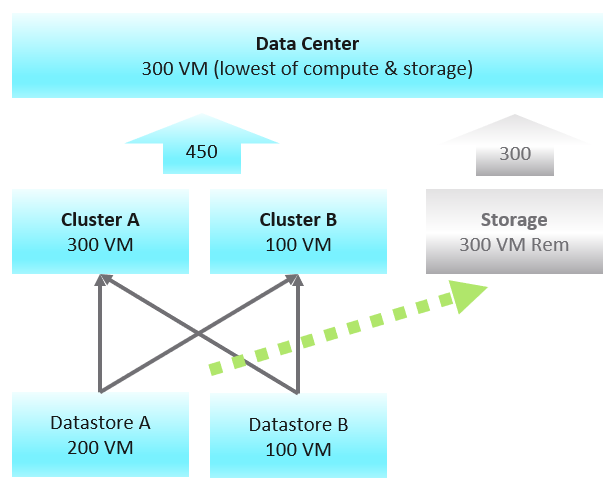 Data Center
300 VM (lowest of compute & storage)
450
300
Cluster A
300 VM
Cluster B
100 VM
Storage
300 VM Rem
Datastore A
200 VM
Datastore B
100 VM